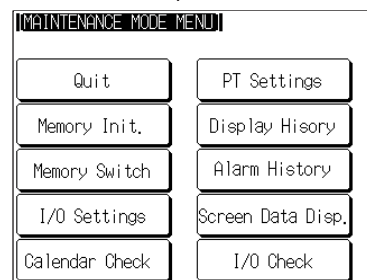 [MAINTENANCE MODE MENU]
Quit
PT Settings
Memory Init.
Display Hisory
Memory Switch
Alarm History
I/O Settings
Screen Data Disp.
Calendar Check
I/O Check